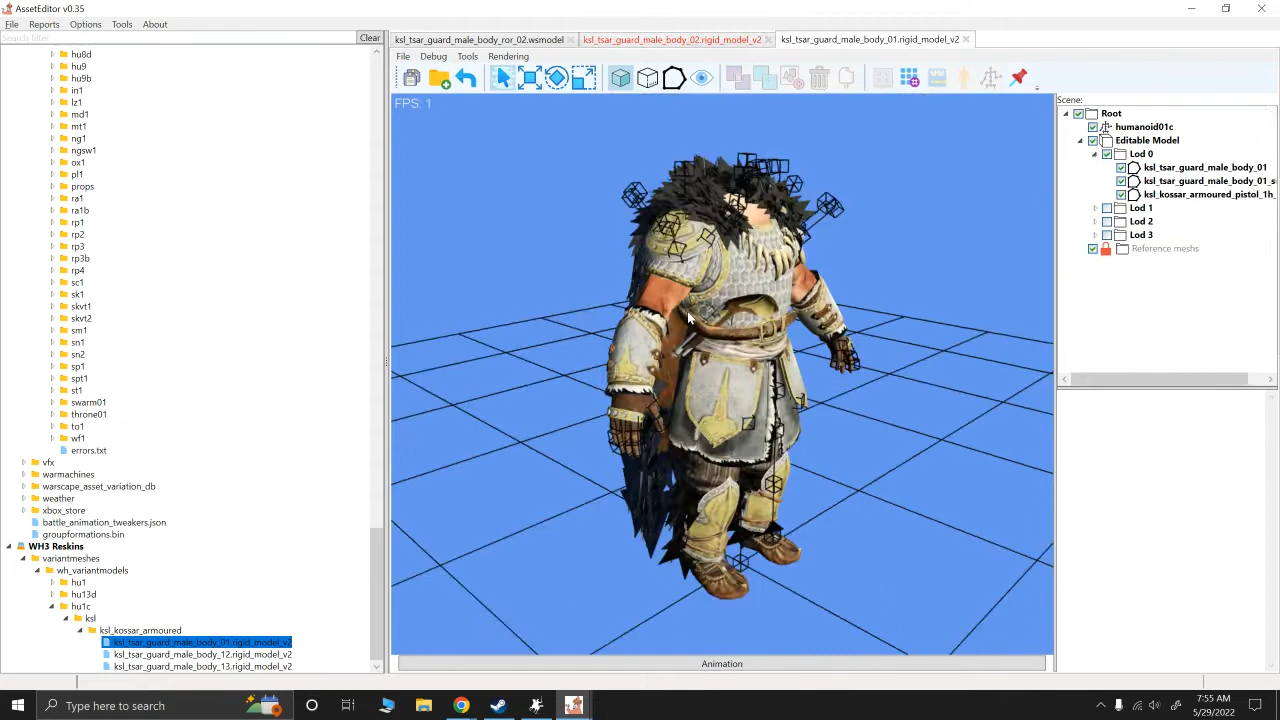 AssetEditor v0.35
File Reports Options Tools About
Search filter Clear
ksl_tsar_guard_male_body_ror_02.wsmodel ksl_tsar_guard_male_body_02.rigid_model_v2 ksl_tsar_guard_male_body_01.rigid_model_v2
File Debug Tools Rendering
FPS: 1
hu8d
hu9
hu9b
in1
lz1
md1
mt1
ng1
ngsw1
ox1
pl1
props
ra1
ra1b
rp1
rp2
rp3
rp3b
rp4
sc1
sk1
skvt1
skvt2
sm1
sn1
sn2
sp1
spt1
st1
swarm01
throne01
to1
wf1
errors.txt
vfx
warmachines
warscape_asset_variation_db
weather
xbox_store
battle_animation_tweakers.json
groupformations.bin
WH3 Reskins
variantmeshes
wh_variantmodels
hu1
hu13d
hu1c
ksl
ksl_kossar_armoured
ksl_tsar_guard_male_body_01.rigid_model_v2
ksl_tsar_guard_male_body_12.rigid_model_v2
ksl_tsar_guard_male_body_13.rigid_model_v2
Scene:
Root
humanoid01c
Editable Model
Lod 0
ksl_tsar_guard_male_body_01
ksl_tsar_guard_male_body_01_s
ksl_kossar_armoured_pistol_1h_
Lod 1
Lod 2
Lod 3
Reference meshs
Animation
Type here to search
7:55 AM
5/29/2022